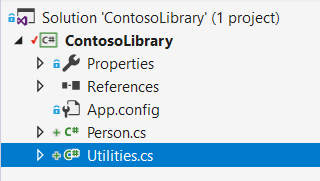 Solution 'ContosoLibrary' (1 project)
C# ContosoLibrary
Properties
References
App.config
C# Person.cs
C# Utilities.cs